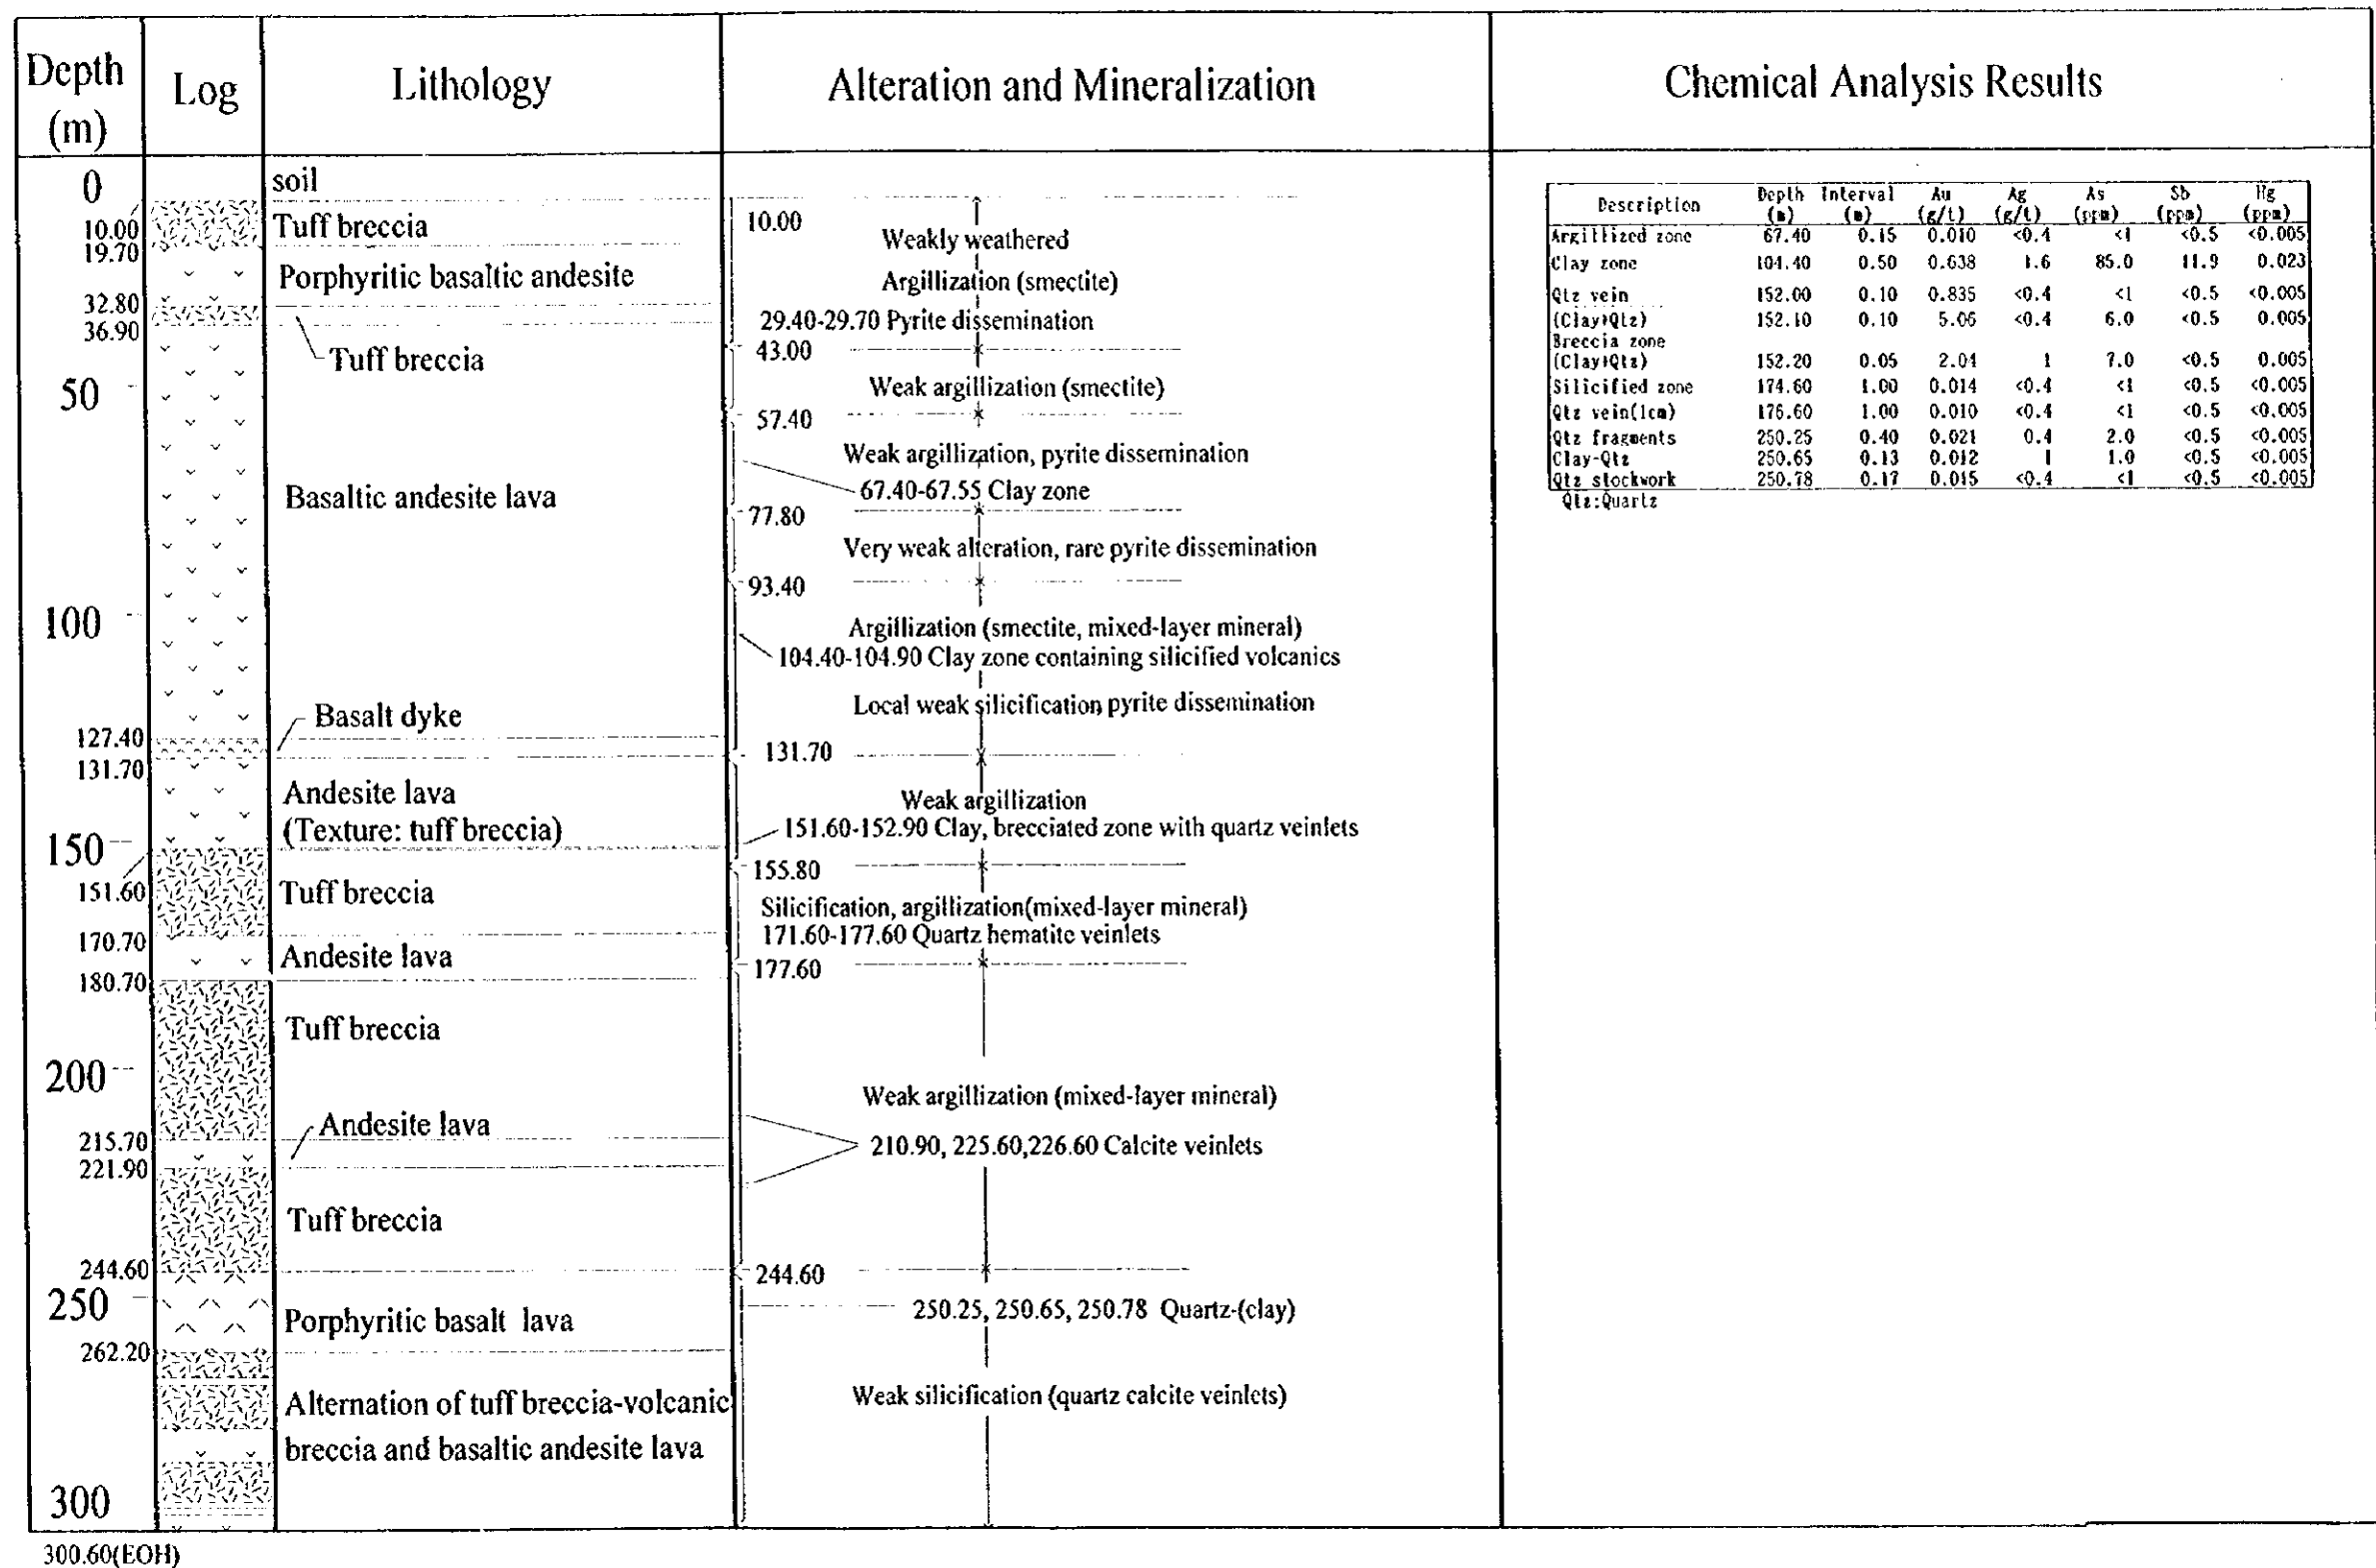 Depth
(m)
Log
Lithology
Alteration and Mineralization
Chemical Analysis Results
0
10.00
19.70
32.80
36.90
50
100
127.40
131.70
150
151.60
170.70
180.70
200
215.70
221.90
244.60
250
262.20
300
300.60(EOH)
soil
Tuff breccia
Porphyritic basaltic andesite
Tuff breccia
Basaltic andesite lava
Basalt dyke
Andesite lava
(Texture: tuff breccia)
Tuff breccia
Andesite lava
Tuff breccia
Andesite lava
Tuff breccia
Porphyritic basalt lava
Alternation of tuff breccia-volcanic
breccia and basaltic andesite lava
10.00
Weakly weathered
Argillization (smectite)
29.40-29.70 Pyrite dissemination
43.00
Weak argillization (smectite)
57.40
Weak argillization, pyrite dissemination
67.40-67.55 Clay zone
77.80
Very weak alteration, rare pyrite dissemination
93.40
Argillization (smectite, mixed-layer mineral)
104.40-104.90 Clay zone containing silicified volcanics
Local weak silicification pyrite dissemination
131.70
Weak argillization
151.60-152.90 Clay, brecciated zone with quartz veinlets
155.80
Silicification, argillization(mixed-layer mineral)
171.60-177.60 Quartz hematite veinlets
177.60
Weak argillization (mixed-layer mineral)
210.90, 225.60,226.60 Calcite veinlets
244.60
250.25, 250.65, 250.78 Quartz-(clay)
Weak silicification (quartz calcite veinlets)
Description Depth Interval Au Ag As Sb Hg
(m) (m) (g/t) (g/t) (ppm) (ppm) (ppm)
Argillized zone 67.40 0.15 0.010 <0.4 <1 <0.5 <0.005
Clay zone 104.40 0.50 0.638 1.6 85.0 11.9 0.023
Qtz vein 152.00 0.10 0.835 <0.4 <1 <0.5 <0.005
(Clay+Qtz) 152.10 0.10 5.06 <0.4 6.0 <0.5 0.005
Breccia zone
(Clay+Qtz) 152.20 0.05 2.04 1 7.0 <0.5 0.005
Silicified zone 174.60 1.00 0.014 <0.4 <1 <0.5 <0.005
Qtz vein(1cm) 176.60 1.00 0.010 <0.4 <1 <0.5 <0.005
Qtz fragments 250.25 0.40 0.021 0.4 2.0 <0.5 <0.005
Clay-Qtz 250.65 0.13 0.012 1 1.0 <0.5 <0.005
Qtz stockwork 250.78 0.17 0.015 <0.4 <1 <0.5 <0.005
Qtz:Quartz